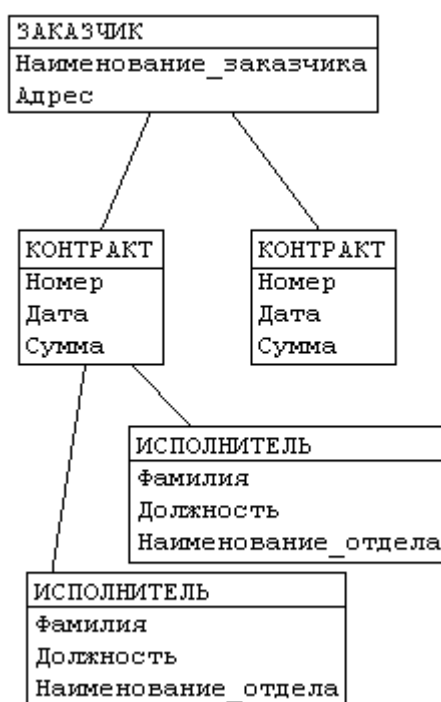 ЗАКАЗЧИК
Наименование_заказчика
Адрес
КОНТРАКТ
Номер
Дата
Сумма
КОНТРАКТ
Номер
Дата
Сумма
ИСПОЛНИТЕЛЬ
Фамилия
Должность
Наименование_отдела
ИСПОЛНИТЕЛЬ
Фамилия
Должность
Наименование_отдела